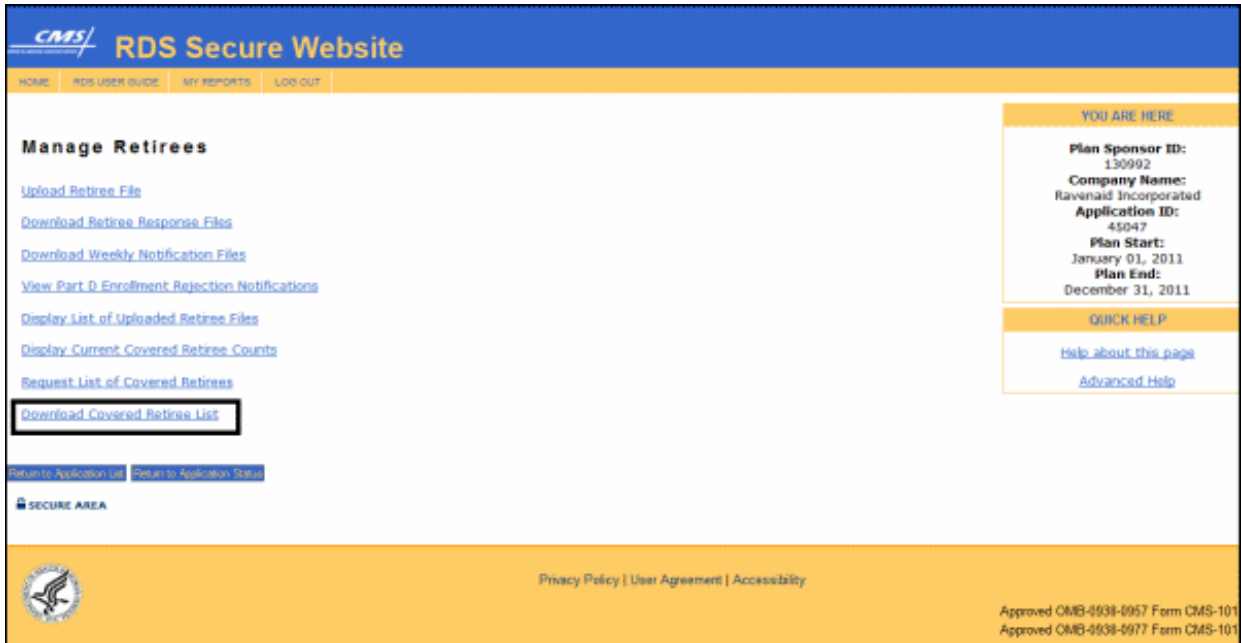 CMS
RDS Secure Website
HOME RDS USER GUIDE MY REPORTS LOG OUT
Manage Retirees
Upload Retiree File
Download Retiree Response Files
Download Weekly Notification Files
View Part D Enrollment Rejection Notifications
Display List of Uploaded Retiree Files
Display Current Covered Retiree Counts
Request List of Covered Retirees
Download Covered Retiree List
Return to Application List Return to Application Status
SECURE AREA
YOU ARE HERE
Plan Sponsor ID:
130992
Company Name:
Ravenaid Incorporated
Application ID:
45047
Plan Start:
January 01, 2011
Plan End:
December 31, 2011
QUICK HELP
Help about this page
Advanced Help
Privacy Policy | User Agreement | Accessibility
Approved OMB-0938-0957 Form CMS-101
Approved OMB-0938-0977 Form CMS-101